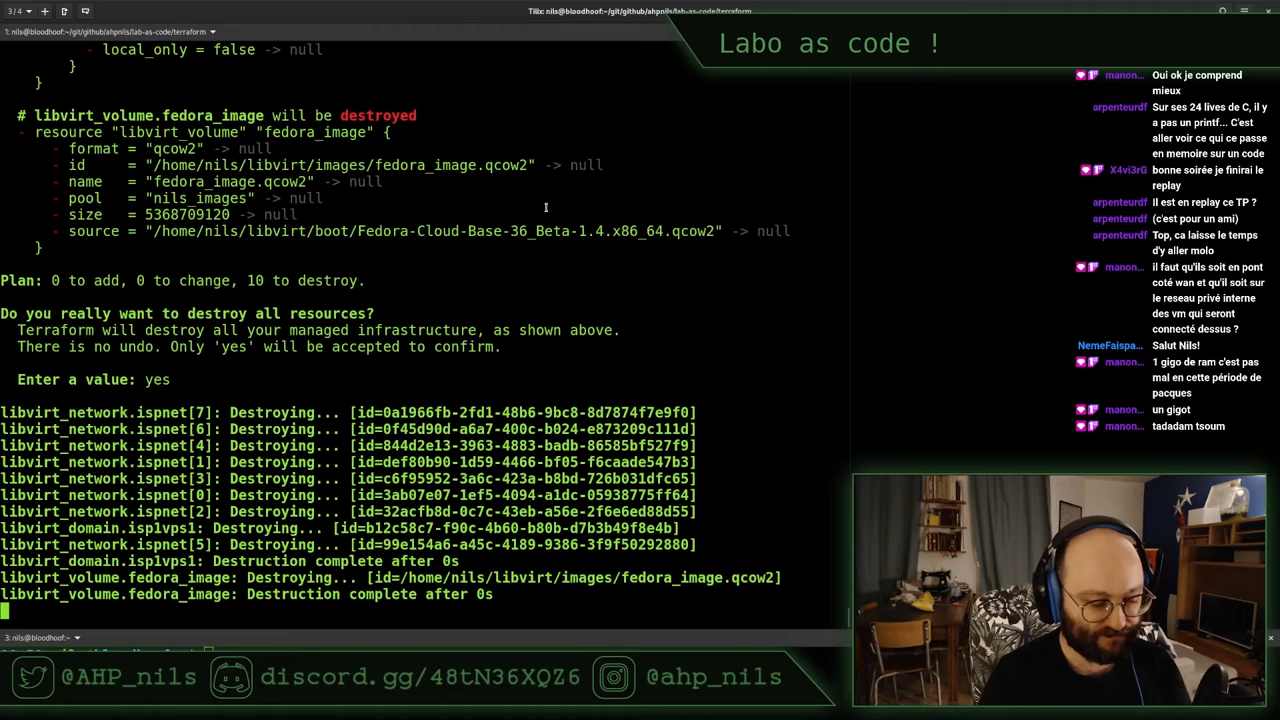 3/4
Tilix: nils@bloodhoof:~/git/github/ahpnils/lab-as-code/terraform
1: nils@bloodhoof:~/git/github/ahpnils/lab-as-code/terraform
Labo as code !
- local_only = false -> null
}
}
# libvirt_volume.fedora_image will be destroyed
- resource "libvirt_volume" "fedora_image" {
- format = "qcow2" -> null
- id     = "/home/nils/libvirt/images/fedora_image.qcow2" -> null
- name   = "fedora_image.qcow2" -> null
- pool   = "nils_images" -> null
- size   = 5368709120 -> null
- source = "/home/nils/libvirt/boot/Fedora-Cloud-Base-36_Beta-1.4.x86_64.qcow2" -> null
}
Plan: 0 to add, 0 to change, 10 to destroy.
Do you really want to destroy all resources?
Terraform will destroy all your managed infrastructure, as shown above.
There is no undo. Only 'yes' will be accepted to confirm.
Enter a value: yes
libvirt_network.ispnet[7]: Destroying... [id=0a1966fb-2fd1-48b6-9bc8-8d7874f7e9f0]
libvirt_network.ispnet[6]: Destroying... [id=0f45d90d-a6a7-400c-b024-e873209c111d]
libvirt_network.ispnet[4]: Destroying... [id=844d2e13-3963-4883-badb-86585bf527f9]
libvirt_network.ispnet[1]: Destroying... [id=def80b90-1d59-4466-bf05-f6caade547b3]
libvirt_network.ispnet[3]: Destroying... [id=c6f95952-3a6c-423a-b8bd-726b031dfc65]
libvirt_network.ispnet[0]: Destroying... [id=3ab07e07-1ef5-4094-a1dc-05938775ff64]
libvirt_network.ispnet[2]: Destroying... [id=32acfb8d-0c7c-43eb-a56e-2f6e6ed88d55]
libvirt_domain.isp1vps1: Destroying... [id=b12c58c7-f90c-4b60-b80b-d7b3b49f8e4b]
libvirt_network.ispnet[5]: Destroying... [id=99e154a6-a45c-4189-9386-3f9f50292880]
libvirt_domain.isp1vps1: Destruction complete after 0s
libvirt_volume.fedora_image: Destroying... [id=/home/nils/libvirt/images/fedora_image.qcow2]
libvirt_volume.fedora_image: Destruction complete after 0s
3: nils@bloodhoof:~
@AHP_nils
discord.gg/48tN36XQZ6
@ahp_nils
manon... Oui ok je comprend
mieux
arpenteurdf Sur ses 24 lives de C, il y
a pas un printf... C'est
aller voir ce qui ce passe
en memoire sur un code
X4vi3rG bonne soirée je finirai le
replay
arpenteurdf Il est en replay ce TP ?
arpenteurdf (c'est pour un ami)
arpenteurdf Top, ca laisse le temps
d'y aller molo
manon... il faut qu'ils soit en pont
coté wan et qu'il soit sur
le reseau privé interne
des vm qui seront
connecté dessus ?
NemeFaispa... Salut Nils!
manon... 1 gigo de ram c'est pas
mal en cette période de
pacques
manon... un gigot
manon... tadadam tsoum